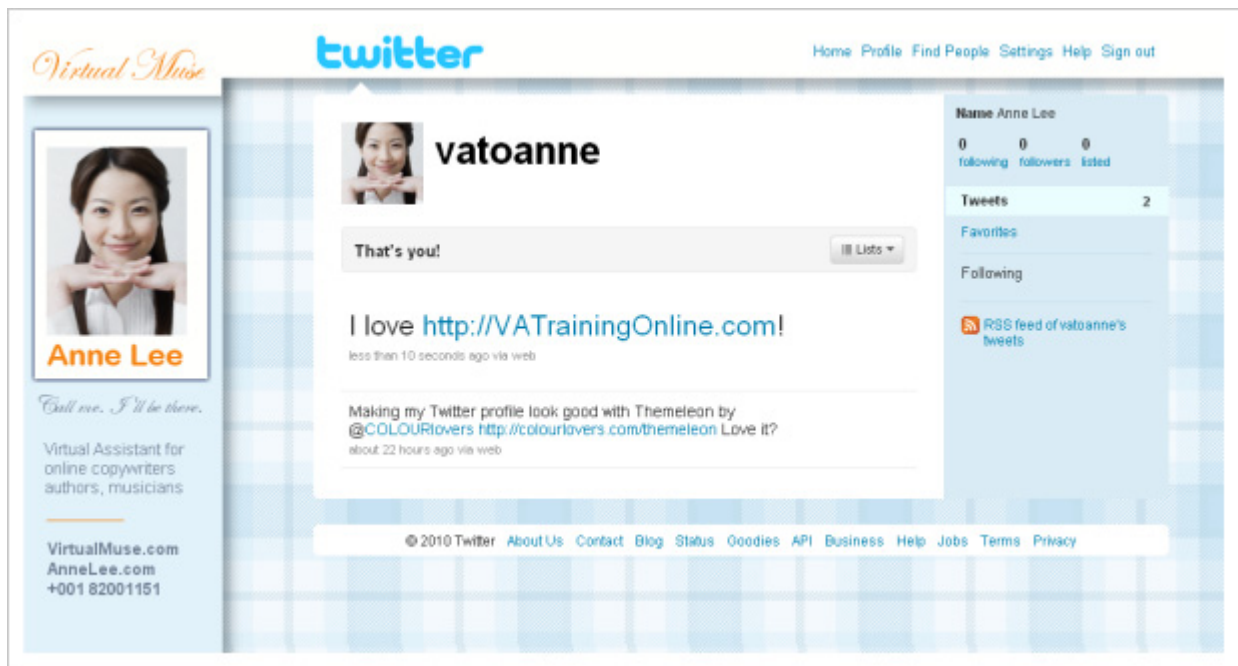 Virtual Muse
Anne Lee
Call me. I'll be there.
Virtual Assistant for
online copywriters
authors, musicians
VirtualMuse.com
AnneLee.com
+001 82001151
twitter
Home Profile Find People Settings Help Sign out
vatoanne
That's you!
Lists
I love http://VATrainingOnline.com!
less than 10 seconds ago via web
Making my Twitter profile look good with Themeleon by
@COLOURlovers http://colourlovers.com/themeleon Love it?
about 22 hours ago via web
Name Anne Lee
0 0 0
following followers listed
Tweets 2
Favorites
Following
RSS feed of vatoanne's
tweets
© 2010 Twitter About Us Contact Blog Status Goodies API Business Help Jobs Terms Privacy